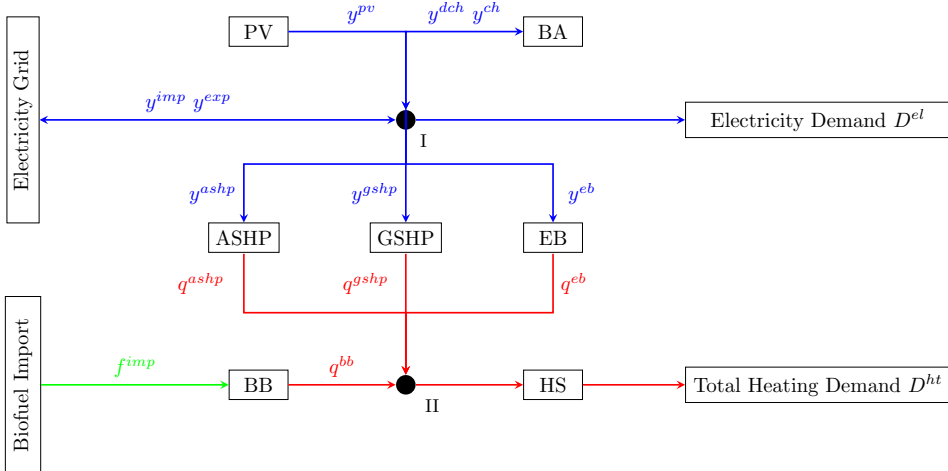 Electricity Grid
PV
y^{pv}
y^{dch} y^{ch}
BA
y^{imp} y^{exp}
I
Electricity Demand D^{el}
y^{ashp}
y^{gshp}
y^{eb}
ASHP
GSHP
EB
q^{ashp}
q^{gshp}
q^{eb}
Biofuel Import
f^{imp}
BB
q^{bb}
II
HS
Total Heating Demand D^{ht}